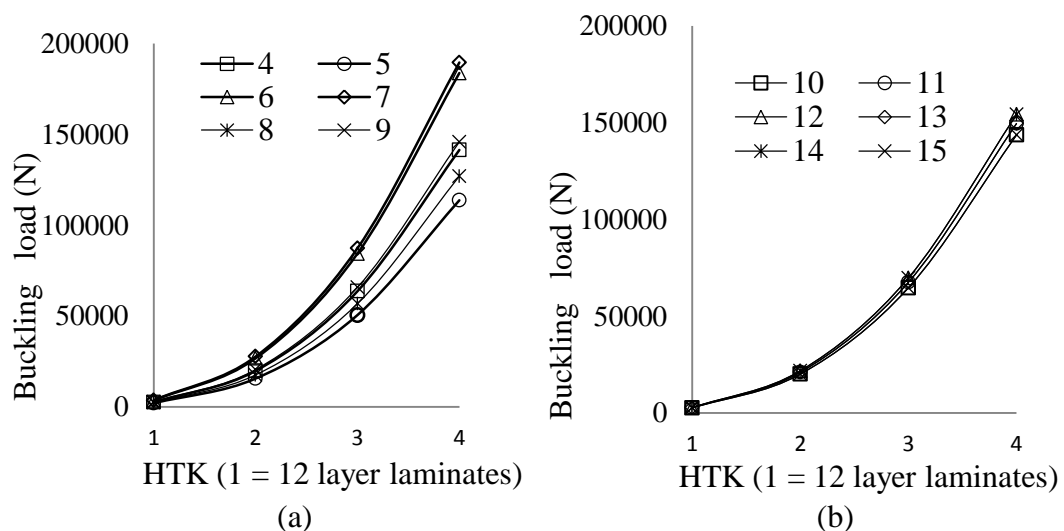 200000
150000
100000
50000
0
Buckling load (N)
4 5
6 7
8 9
1 2 3 4
HTK (1 = 12 layer laminates)
(a)
200000
150000
100000
50000
0
Buckling load (N)
10 11
12 13
14 15
1 2 3 4
HTK (1 = 12 layer laminates)
(b)